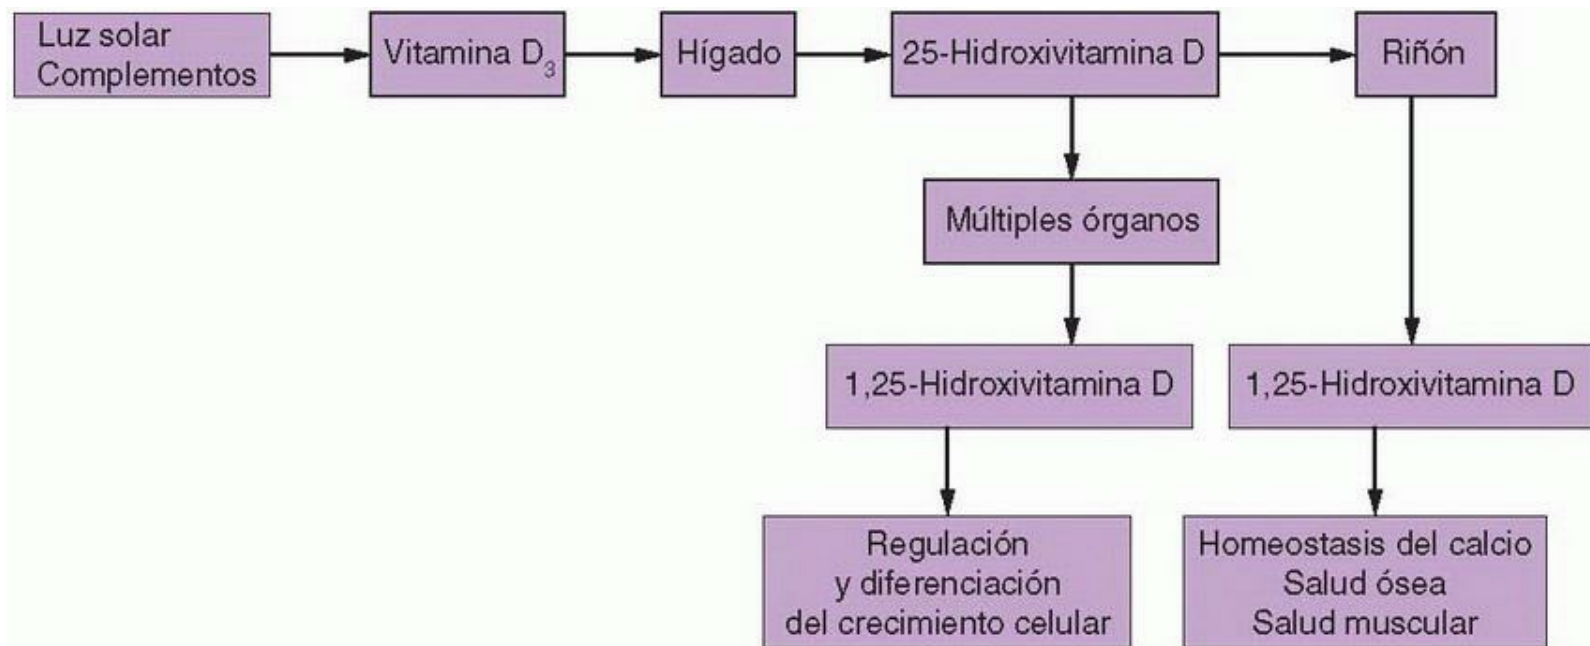 Luz solar
Complementos
Vitamina D₃
Hígado
25-Hidroxivitamina D
Riñón
Múltiples órganos
1,25-Hidroxivitamina D
1,25-Hidroxivitamina D
Regulación
y diferenciación
del crecimiento celular
Homeostasis del calcio
Salud ósea
Salud muscular